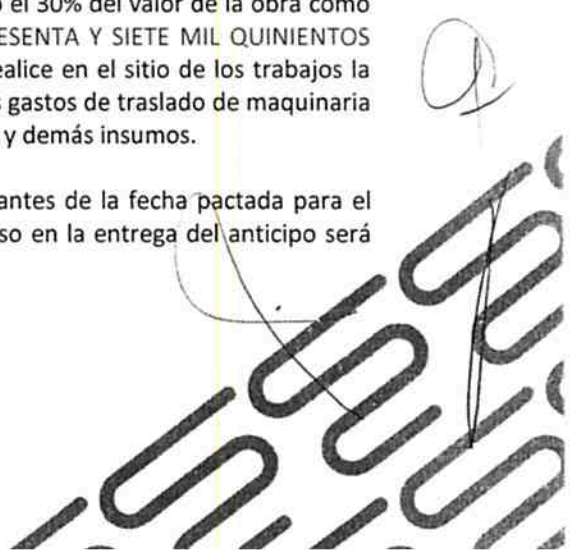 el 30% del valor de la obra como
ESENTA Y SIETE MIL QUINIENTOS
ealice en el sitio de los trabajos la
s gastos de traslado de maquinaria
y demás insumos.
antes de la fecha pactada para el
so en la entrega del anticipo será